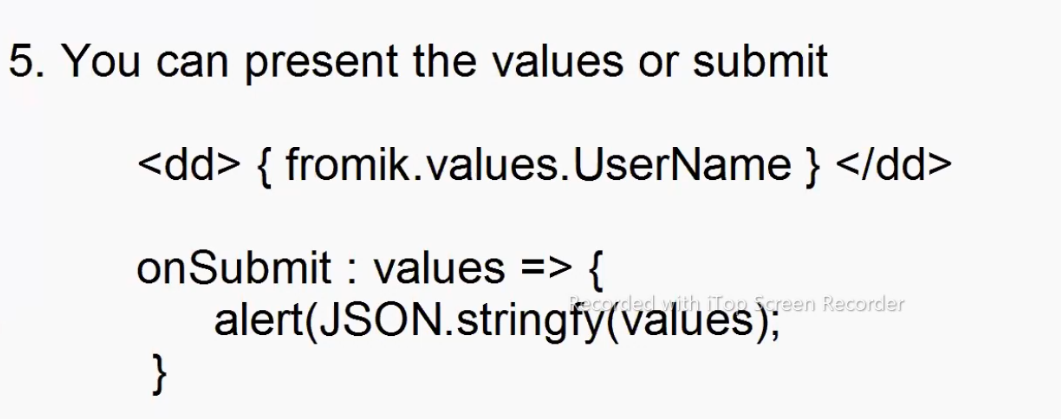 5. You can present the values or submit
<dd> { fromik.values.UserName } </dd>
onSubmit : values => {
Recorded with iTop Screen Recorder
alert(JSON.stringfy(values);
}